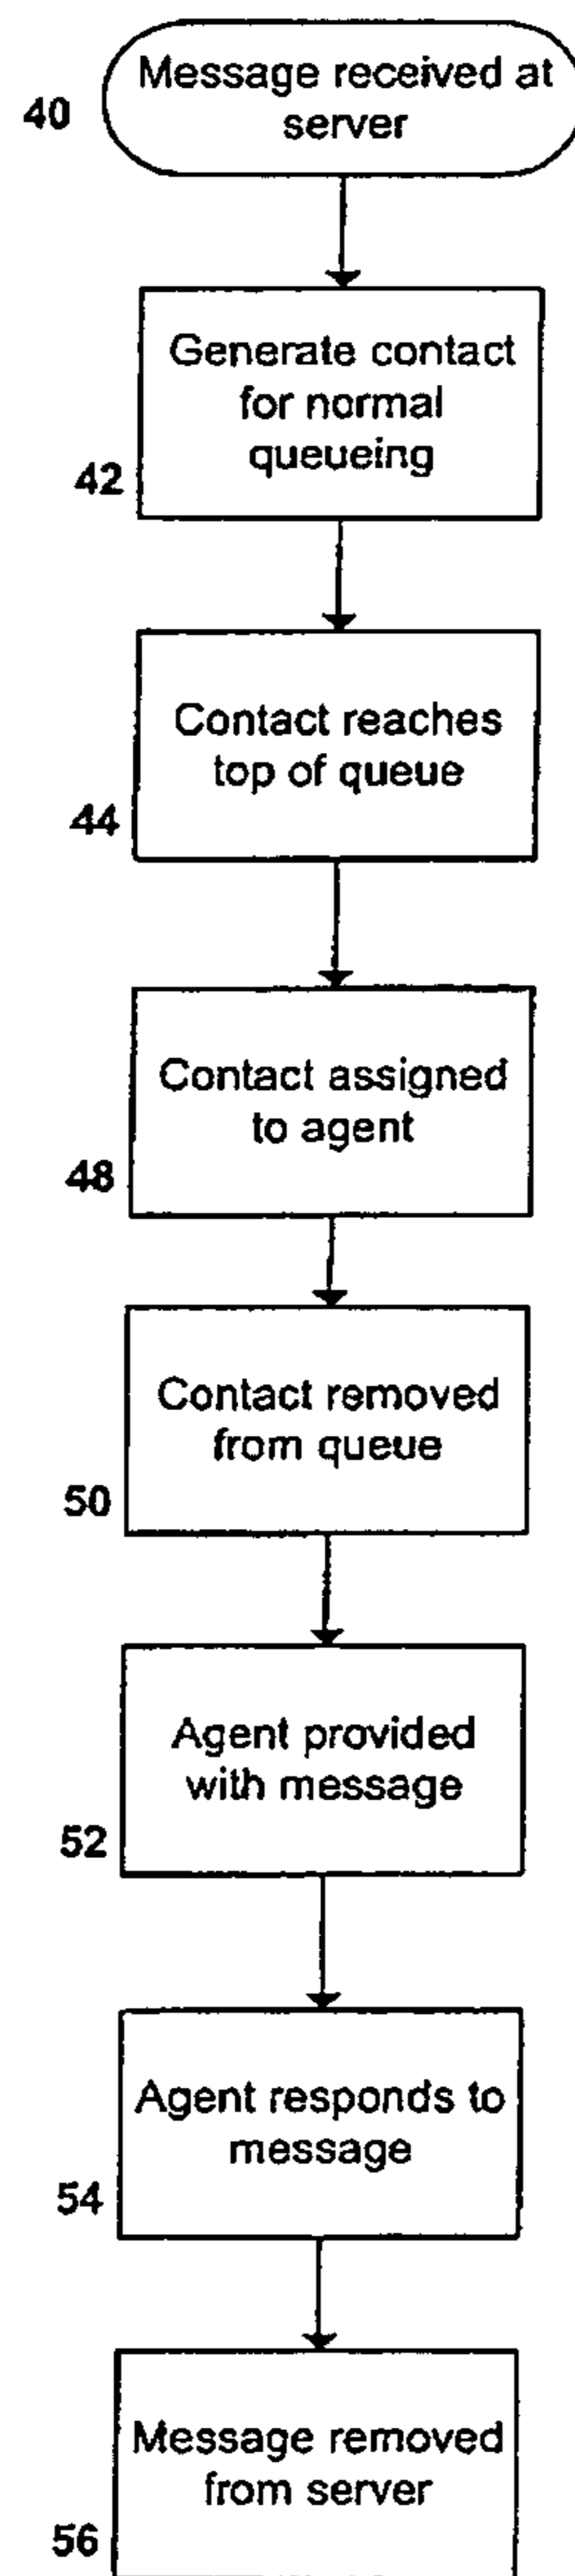 Message received at
server
40
Generate contact
for normal
queueing
42
Contact reaches
top of queue
44
Contact assigned
to agent
48
Contact removed
from queue
50
Agent provided
with message
52
Agent responds to
message
54
Message removed
from server
56